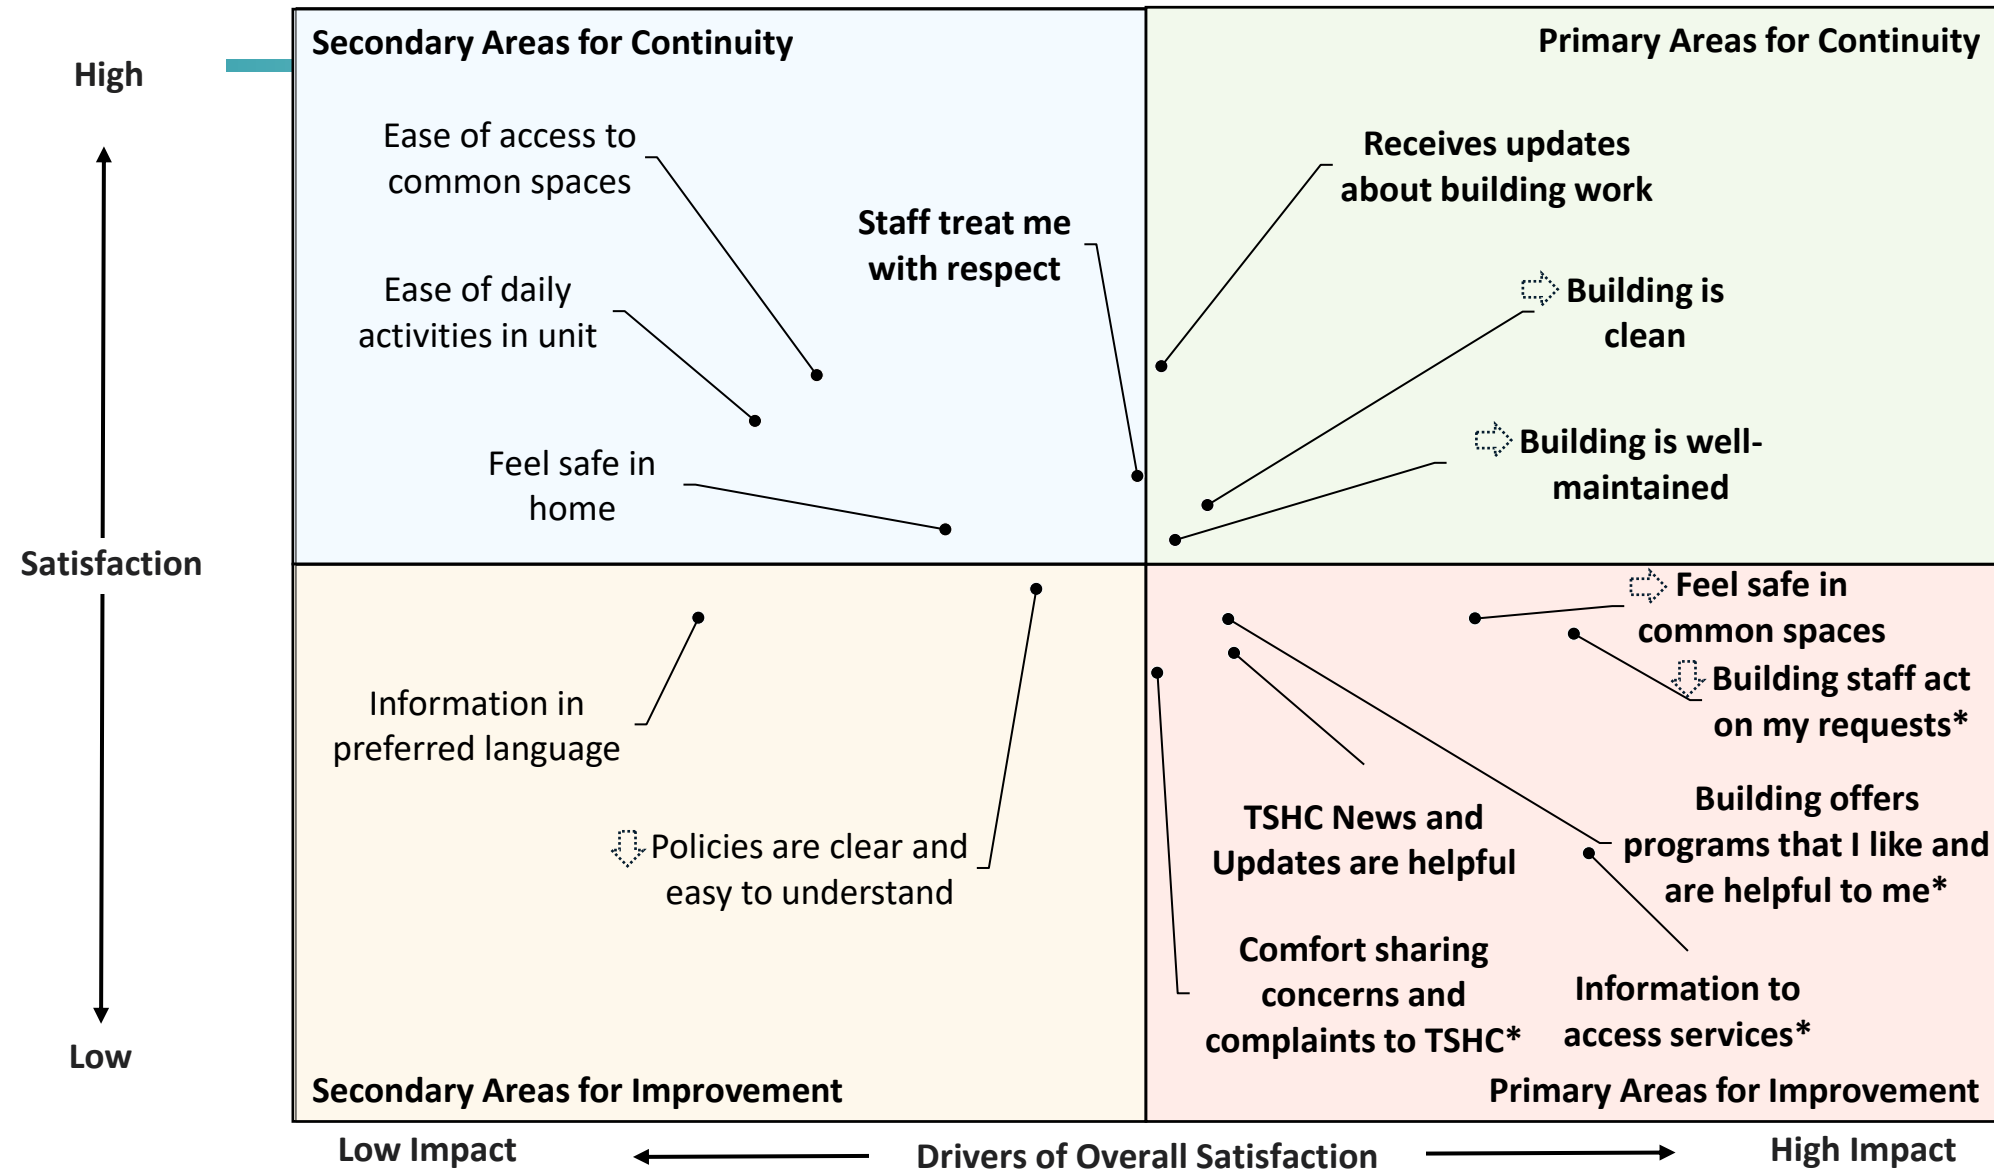 Secondary Areas for Continuity
Primary Areas for Continuity
High
Ease of access to
common spaces
Receives updates
about building work
Staff treat me
with respect
Ease of daily
activities in unit
Building is
clean
Feel safe in
home
Building is well-
maintained
Satisfaction
Feel safe in
common spaces
Building staff act
on my requests*
Information in
preferred language
Policies are clear and
easy to understand
TSHC News and
Updates are helpful
Building offers
programs that I like and
are helpful to me*
Comfort sharing
concerns and
complaints to TSHC*
Information to
access services*
Low
Secondary Areas for Improvement
Primary Areas for Improvement
Low Impact
Drivers of Overall Satisfaction
High Impact